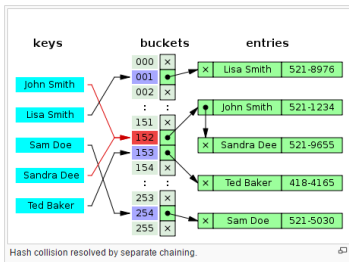 keys buckets entries
000 ×
001 × Lisa Smith 521-8976
002 ×
: :
151 ×
152 John Smith 521-1234
153 × Sandra Dee 521-9655
154 ×
: : × Ted Baker 418-4165
253 ×
254 × Sam Doe 521-5030
255 ×
John Smith
Lisa Smith
Sam Doe
Sandra Dee
Ted Baker
Hash collision resolved by separate chaining.